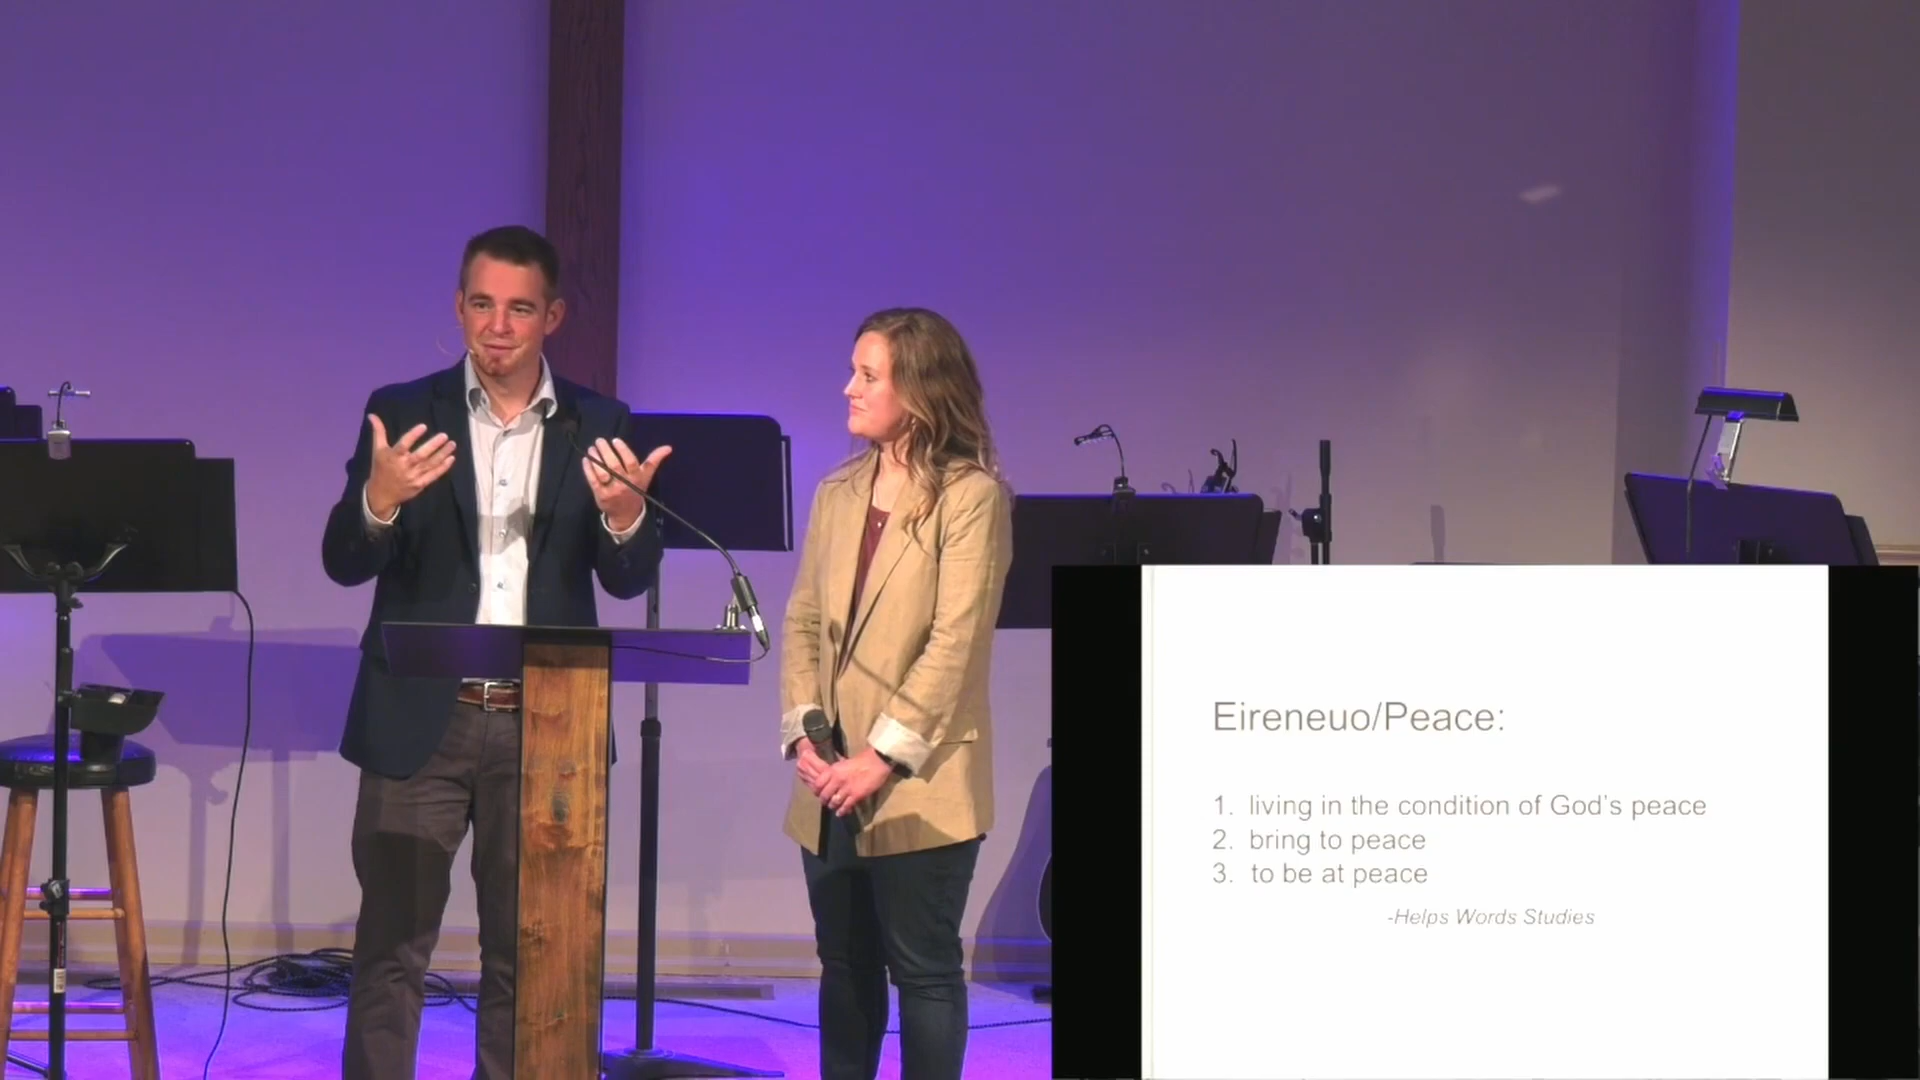 Eireneuo/Peace:
1. living in the condition of God's peace
2. bring to peace
3. to be at peace
-Helps Words Studies